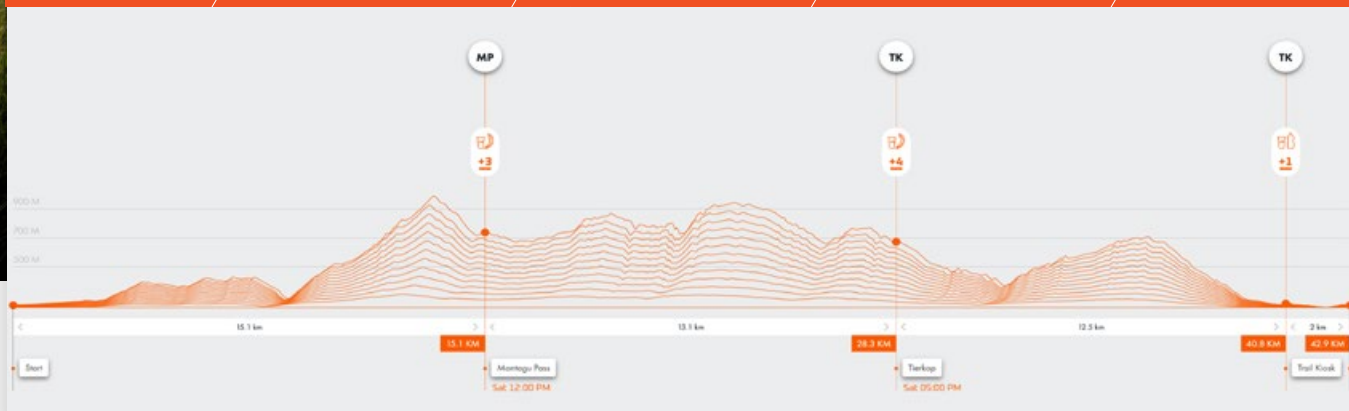 MP
TK
TK
+3
+4
+1
900 M
700 M
500 M
15.1 km
13.1 km
12.5 km
2 km
15.1 KM
28.3 KM
40.8 KM
42.9 KM
Start
Montagu Pass
Tierkop
Trail Kiosk
Sat 12:00 PM
Sat 05:00 PM